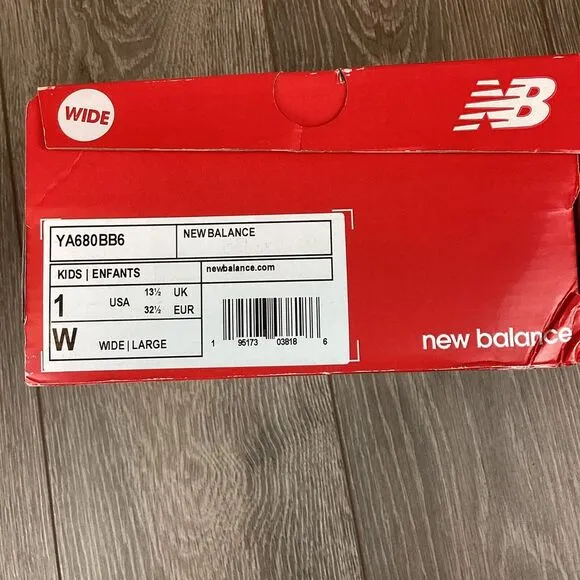 WIDE
NB
YA680BB6
NEW BALANCE
KIDS | ENFANTS
newbalance.com
1 USA 13½ UK
32½ EUR
W WIDE | LARGE
1 95173 03818 6
new balance